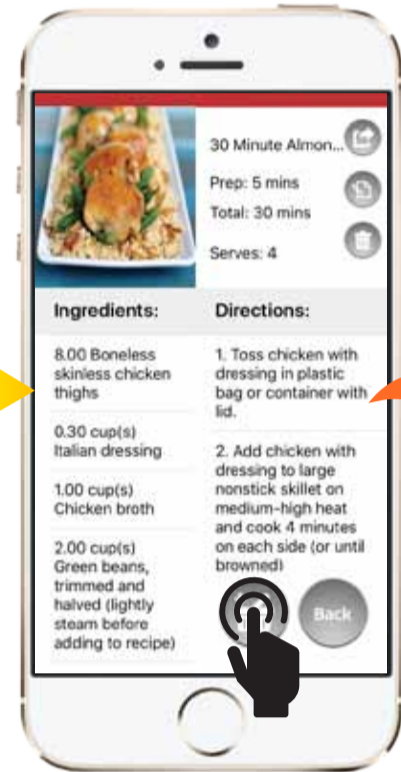 30 Minute Almon...
Prep: 5 mins
Total: 30 mins
Serves: 4
Ingredients:
8.00 Boneless
skinless chicken
thighs
0.30 cup(s)
Italian dressing
1.00 cup(s)
Chicken broth
2.00 cup(s)
Green beans,
trimmed and
halved (lightly
steam before
adding to recipe)
Directions:
1. Toss chicken with
dressing in plastic
bag or container with
lid.
2. Add chicken with
dressing to large
nonstick skillet on
medium-high heat
and cook 4 minutes
on each side (or until
browned)
Back